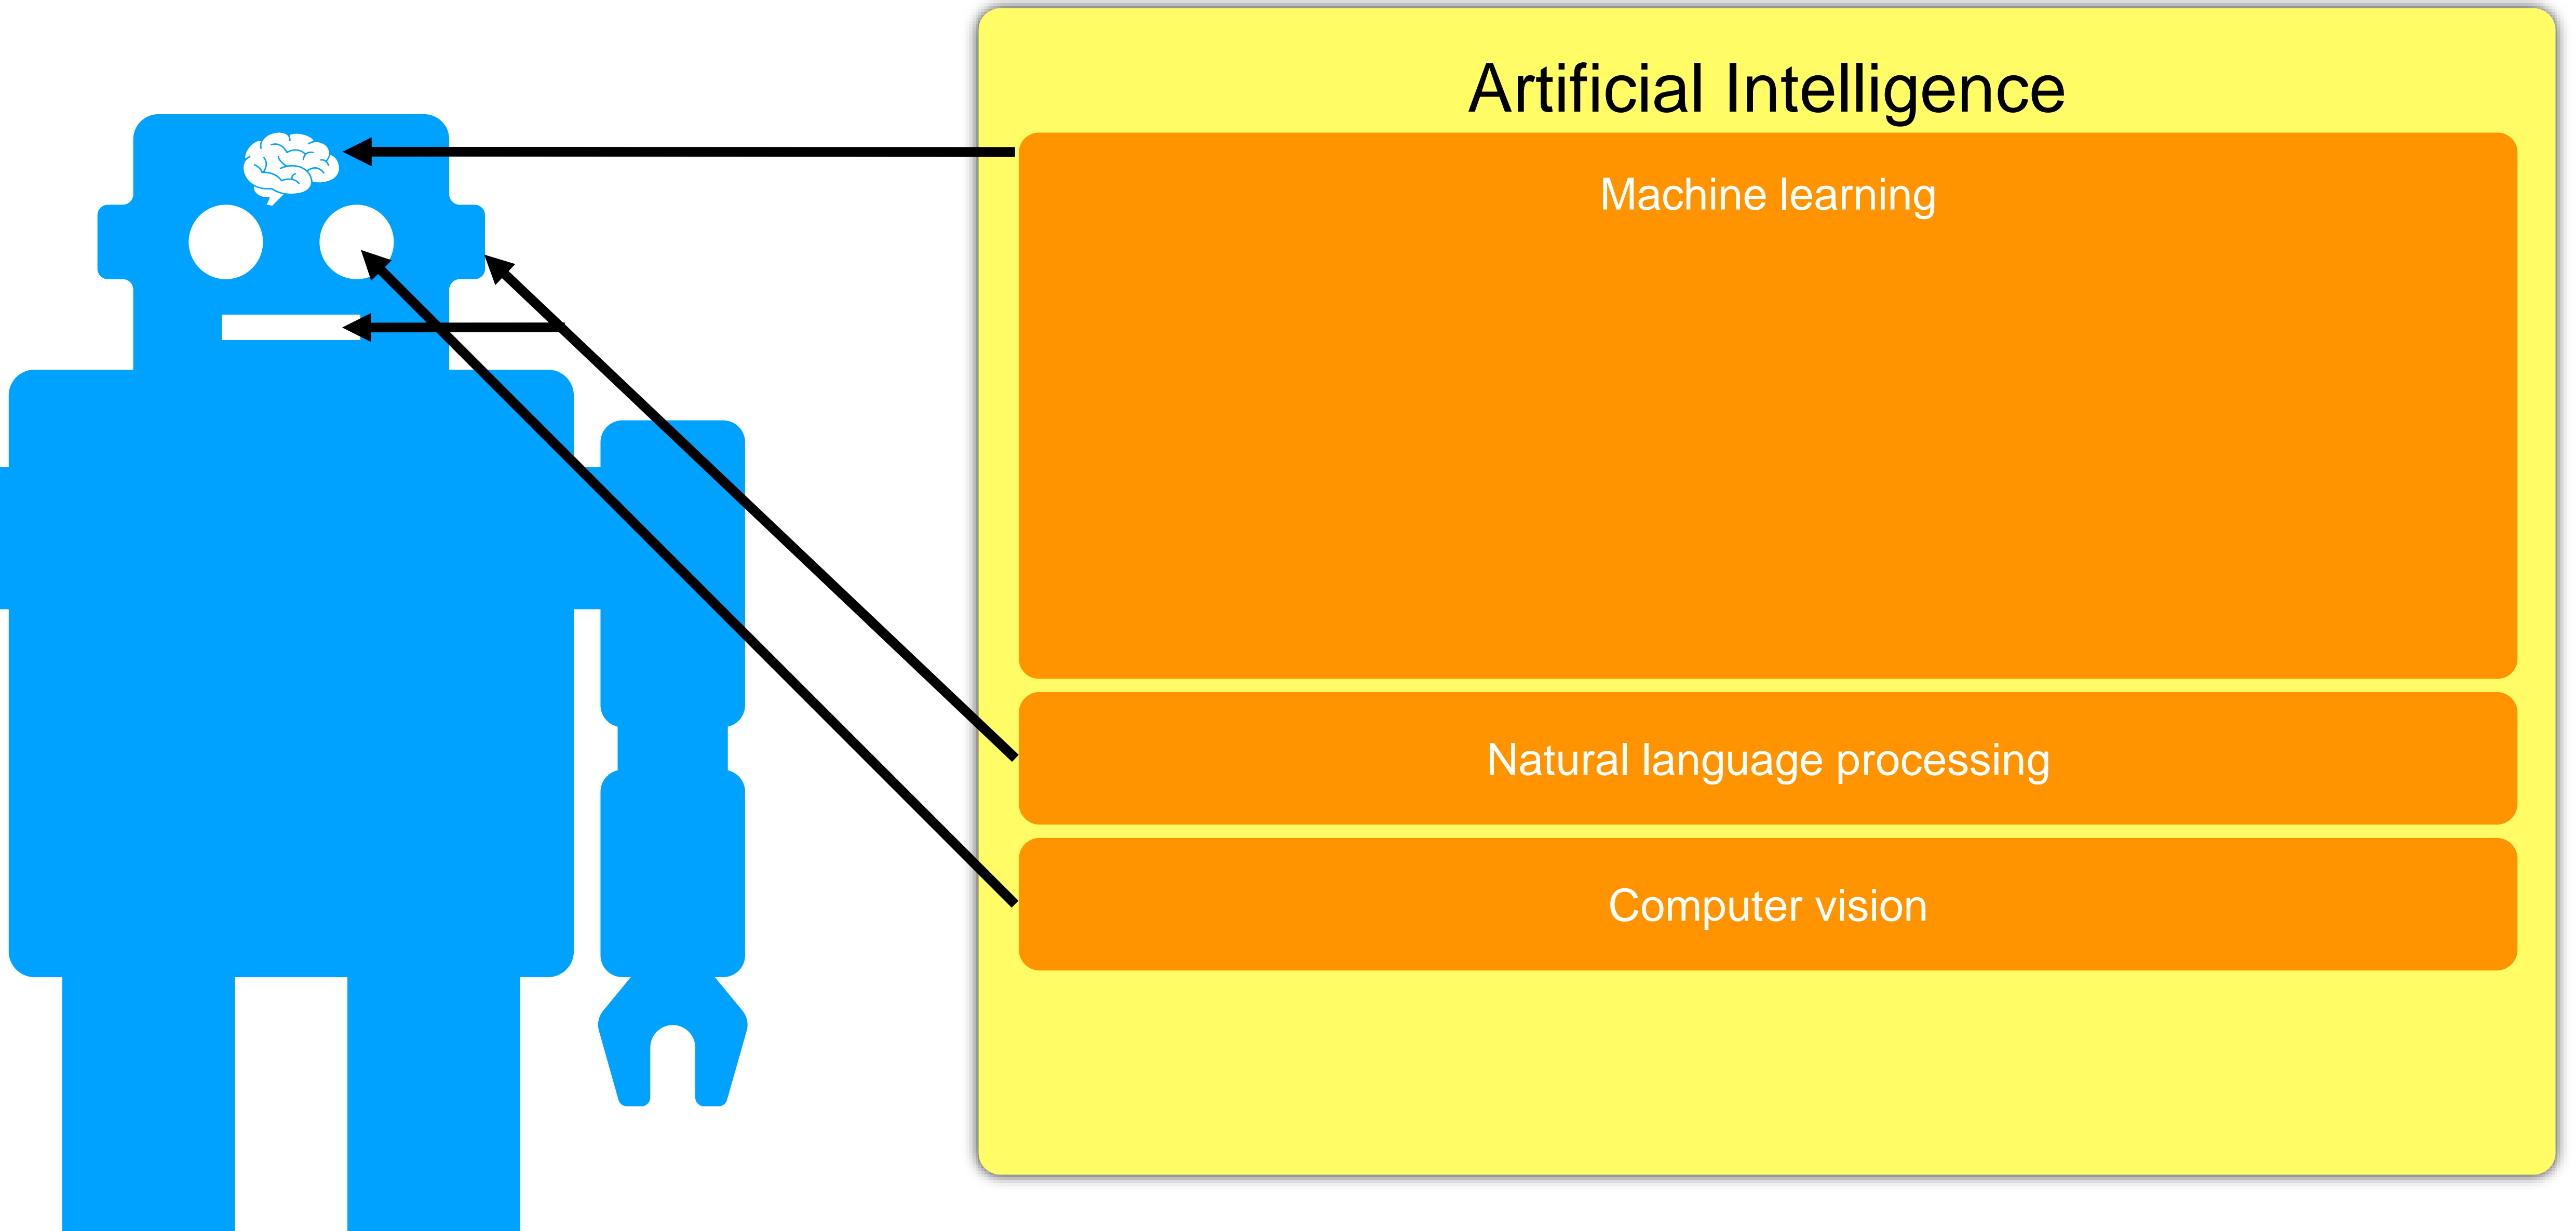 Artificial Intelligence
Machine learning
Natural language processing
Computer vision